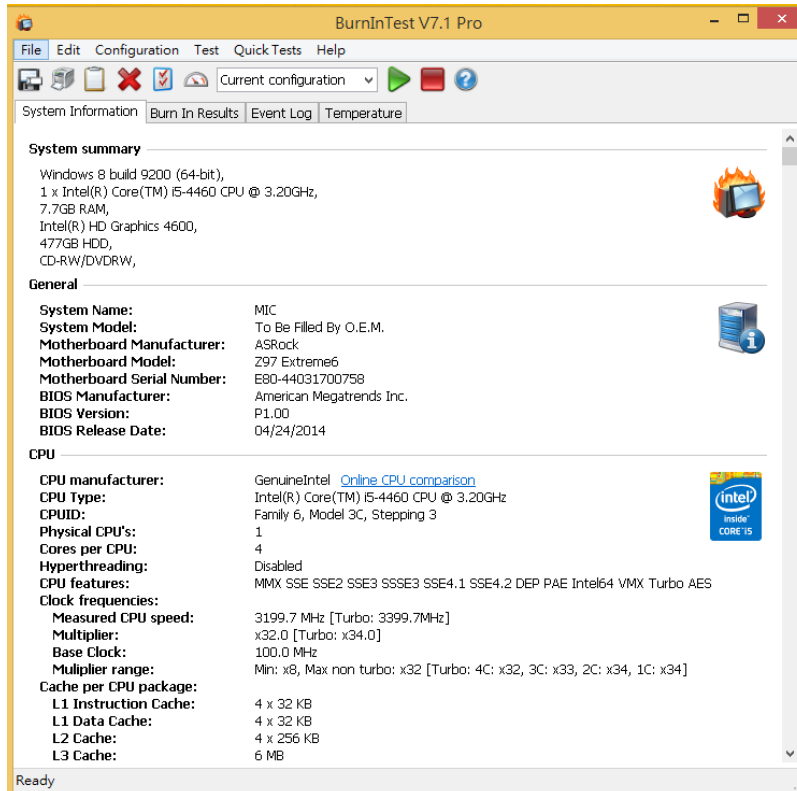 BurnInTest V7.1 Pro
File Edit Configuration Test Quick Tests Help
Current configuration
System Information Burn In Results Event Log Temperature
System summary
Windows 8 build 9200 (64-bit),
1 x Intel(R) Core(TM) i5-4460 CPU @ 3.20GHz,
7.7GB RAM,
Intel(R) HD Graphics 4600,
477GB HDD,
CD-RW/DVDRW,
General
System Name: MIC
System Model: To Be Filled By O.E.M.
Motherboard Manufacturer: ASRock
Motherboard Model: Z97 Extreme6
Motherboard Serial Number: E80-44031700758
BIOS Manufacturer: American Megatrends Inc.
BIOS Version: P1.00
BIOS Release Date: 04/24/2014
CPU
CPU manufacturer: GenuineIntel Online CPU comparison
CPU Type: Intel(R) Core(TM) i5-4460 CPU @ 3.20GHz
CPUID: Family 6, Model 3C, Stepping 3
Physical CPU's: 1
Cores per CPU: 4
Hyperthreading: Disabled
CPU features: MMX SSE SSE2 SSE3 SSSE3 SSE4.1 SSE4.2 DEP PAE Intel64 VMX Turbo AES
Clock frequencies:
Measured CPU speed: 3199.7 MHz [Turbo: 3399.7MHz]
Multiplier: x32.0 [Turbo: x34.0]
Base Clock: 100.0 MHz
Muliplier range: Min: x8, Max non turbo: x32 [Turbo: 4C: x32, 3C: x33, 2C: x34, 1C: x34]
Cache per CPU package:
L1 Instruction Cache: 4 x 32 KB
L1 Data Cache: 4 x 32 KB
L2 Cache: 4 x 256 KB
L3 Cache: 6 MB
(intel)
inside™
CORE™i5
Ready